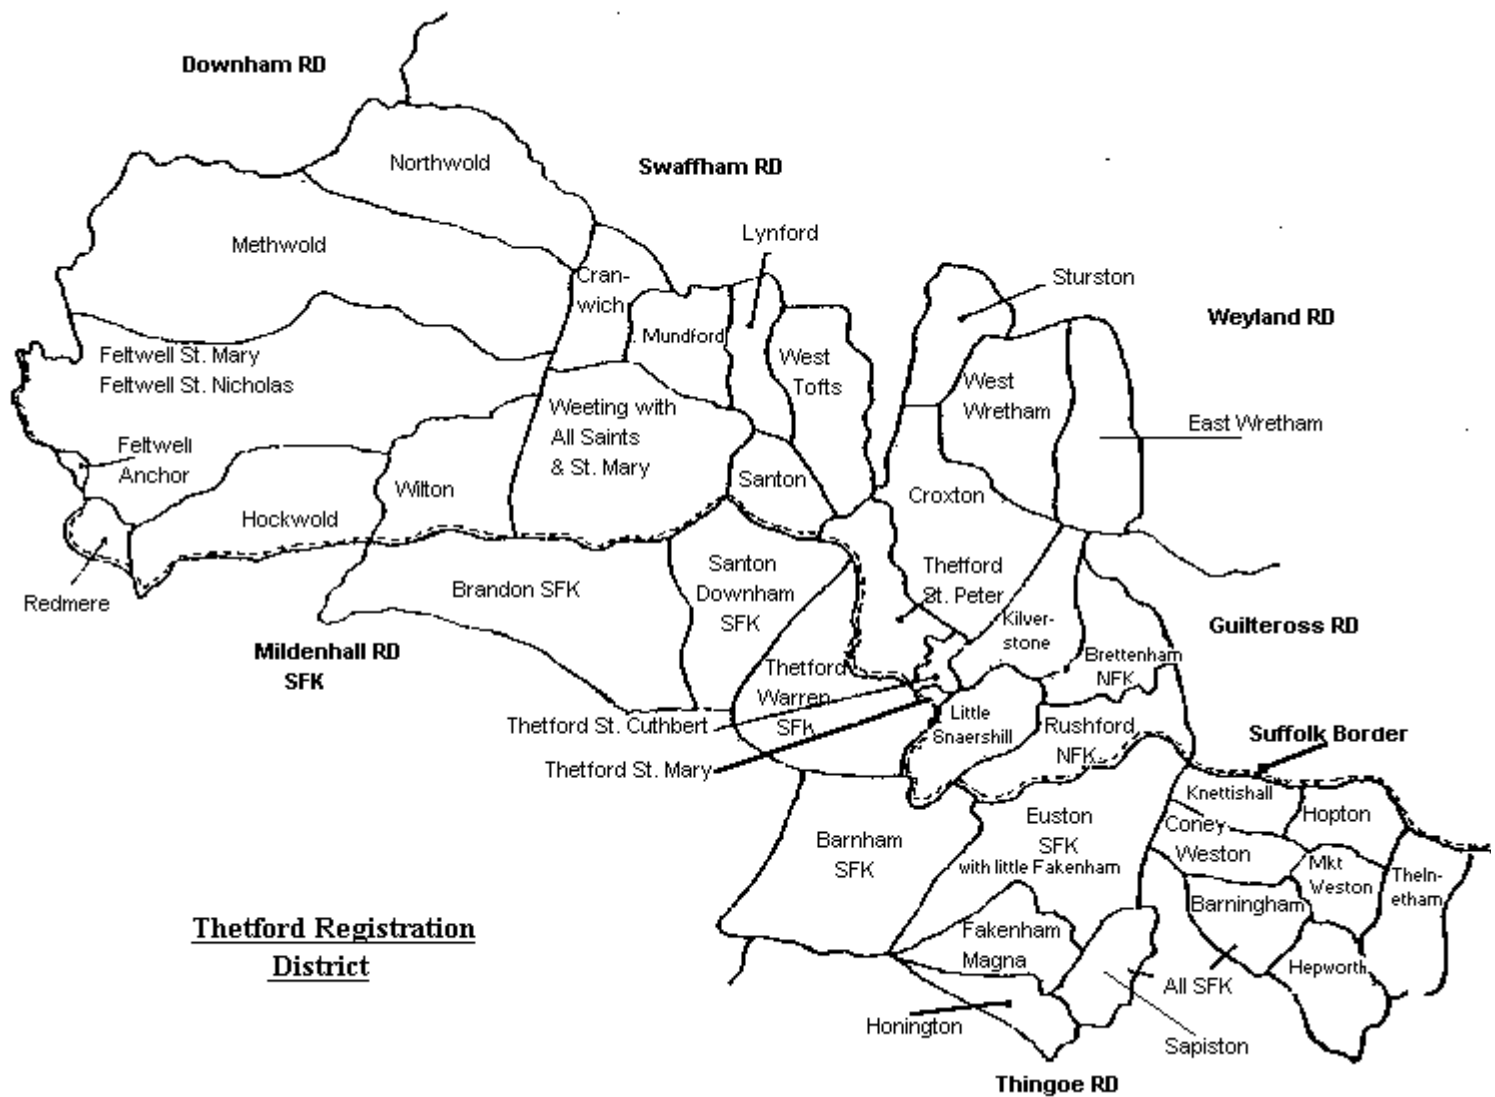 Downham RD
Northwold
Swaffham RD
Lynford
Methwold
Cran-
wich
Sturston
Mundford
Weyland RD
Feltwell St. Mary
Feltwell St. Nicholas
West
Tofts
West
Wretham
Weeting with
All Saints
& St. Mary
East Wretham
Feltwell
Anchor
Wilton
Santon
Croxton
Hockwold
Redmere
Brandon SFK
Santon
Downham
SFK
Thetford
St. Peter
Kilver-
stone
Guilteross RD
Mildenhall RD
SFK
Thetford
Warren
SFK
Brettenham
NFK
Thetford St. Cuthbert
Little
Snaershill
Rushford
NFK
Suffolk Border
Thetford St. Mary
Knettishall
Hopton
Barnham
SFK
Euston
SFK
with little Fakenham
Coney
Weston
Mkt
Weston
Theln-
etham
Barningham
Thetford Registration
District
Fakenham
Magna
Hepworth
All SFK
Honington
Sapiston
Thingoe RD